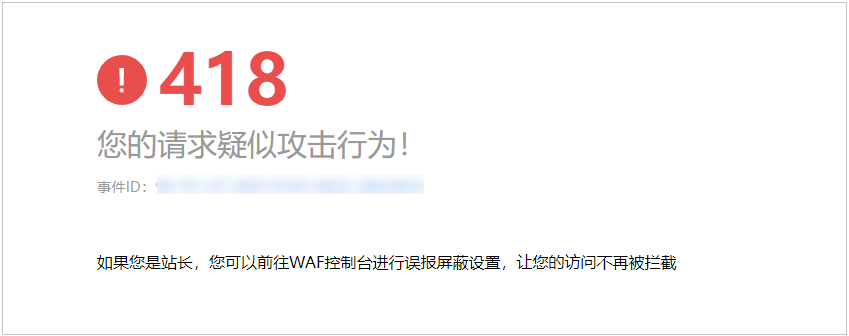 ! 418
您的请求疑似攻击行为！
事件ID：
如果您是站长，您可以前往WAF控制台进行误报屏蔽设置，让您的访问不再被拦截